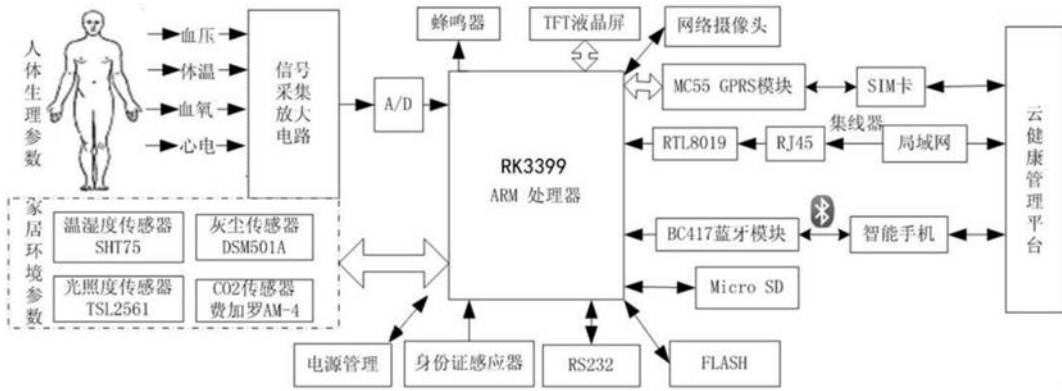 人体生理参数
血压
体温
血氧
心电
信号
采集
放大
电路
A/D
蜂鸣器
TFT液晶屏
网络摄像头
MC55 GPRS模块
SIM卡
RTL8019
RJ45
集线器
局域网
RK3399
ARM 处理器
BC417蓝牙模块
智能手机
Micro SD
云健康管理平台
家居环境参数
温湿度传感器
SHT75
灰尘传感器
DSM501A
光照度传感器
TSL2561
CO2传感器
费加罗AM-4
电源管理
身份证感应器
RS232
FLASH